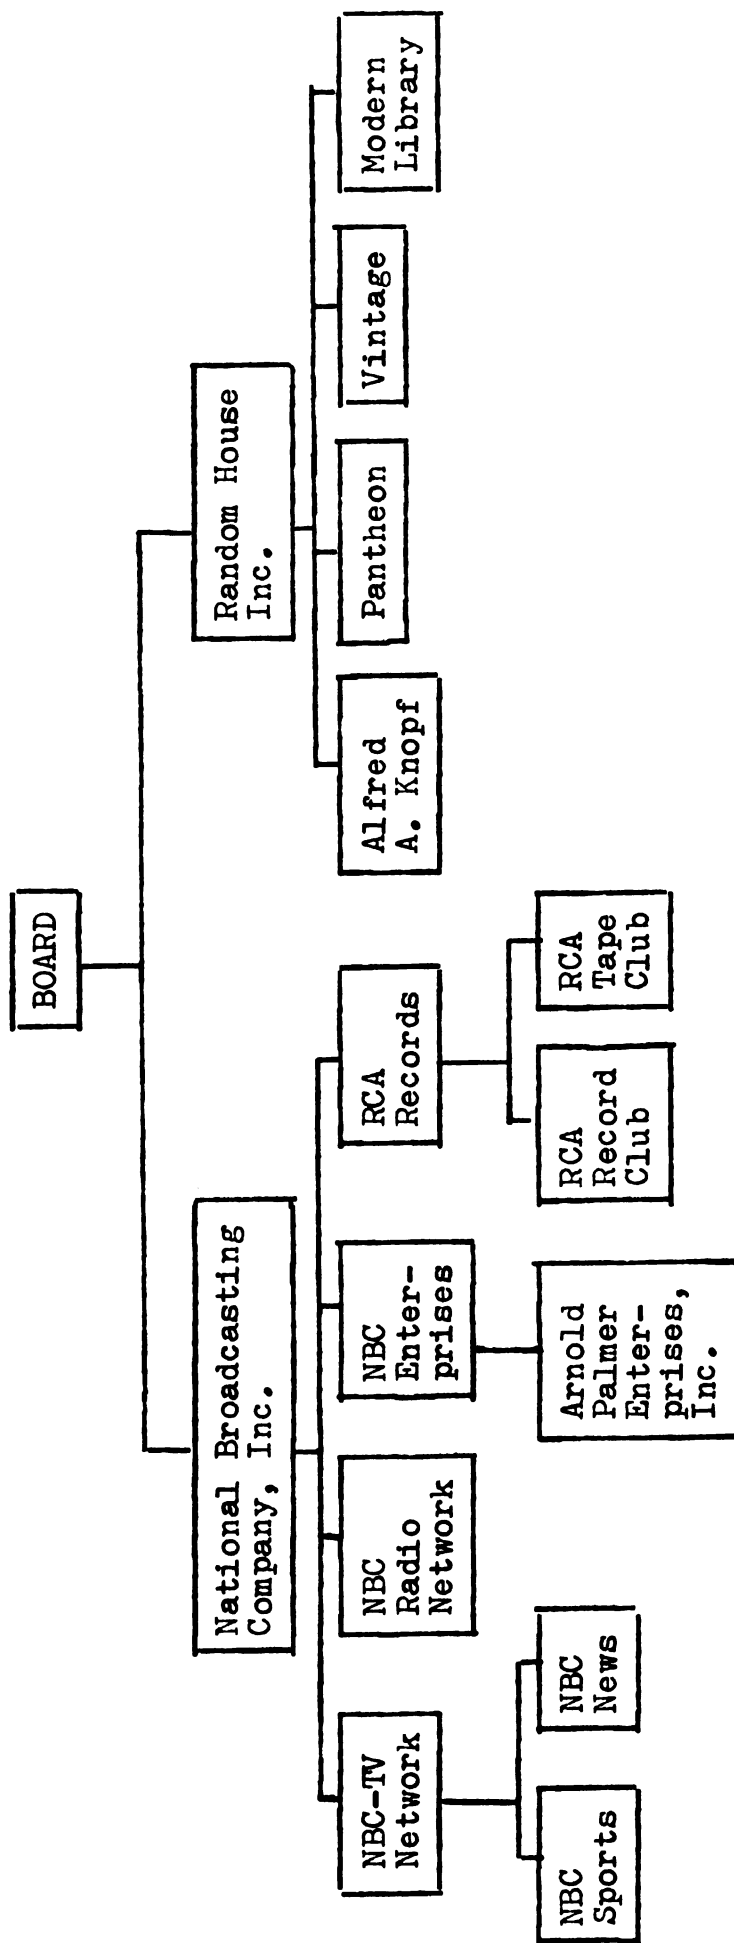 BOARD
National Broadcasting
Company, Inc.
Random House
Inc.
NBC-TV
Network
NBC
Radio
Network
NBC
Enter-
prises
RCA
Records
Alfred
A. Knopf
Pantheon
Vintage
Modern
Library
NBC
Sports
NBC
News
Arnold
Palmer
Enter-
prises,
Inc.
RCA
Record
Club
RCA
Tape
Club